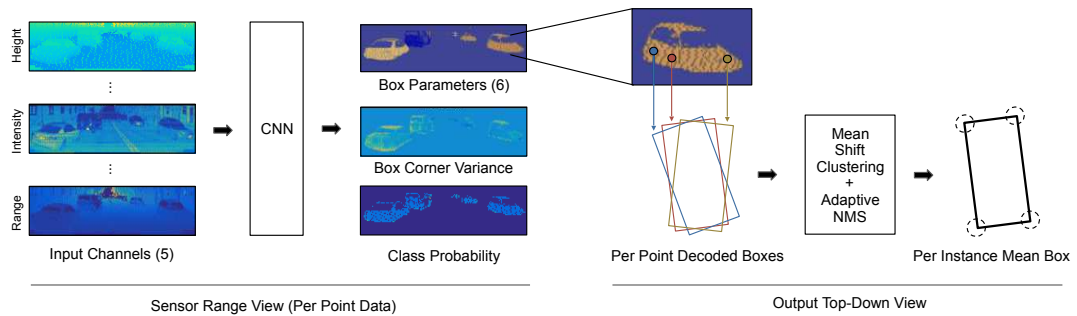 Height
⋮
Intensity
⋮
Range
Input Channels (5)
CNN
Box Parameters (6)
Box Corner Variance
Class Probability
Sensor Range View (Per Point Data)
Per Point Decoded Boxes
Mean
Shift
Clustering
+
Adaptive
NMS
Per Instance Mean Box
Output Top-Down View